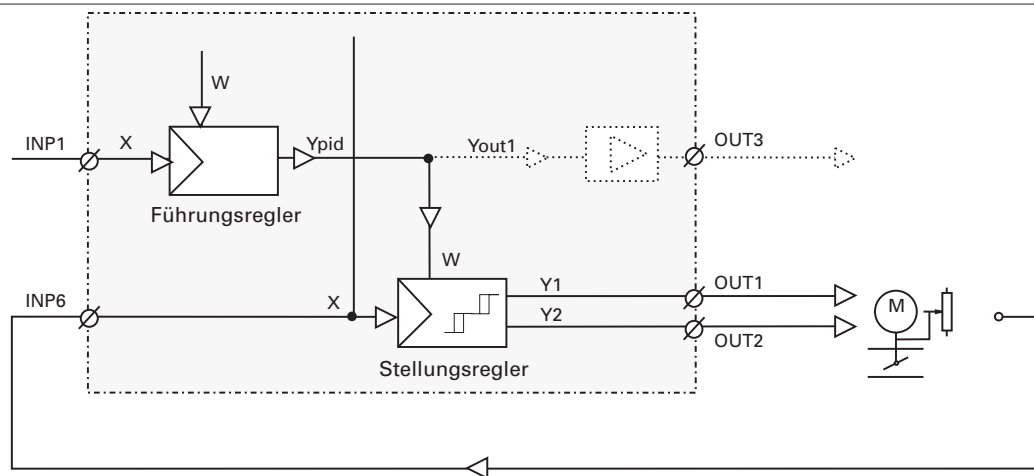 W
INP1
X
Ypid
Yout1
OUT3
Führungsregler
W
INP6
X
Y1
OUT1
Y2
OUT2
M
Stellungsregler